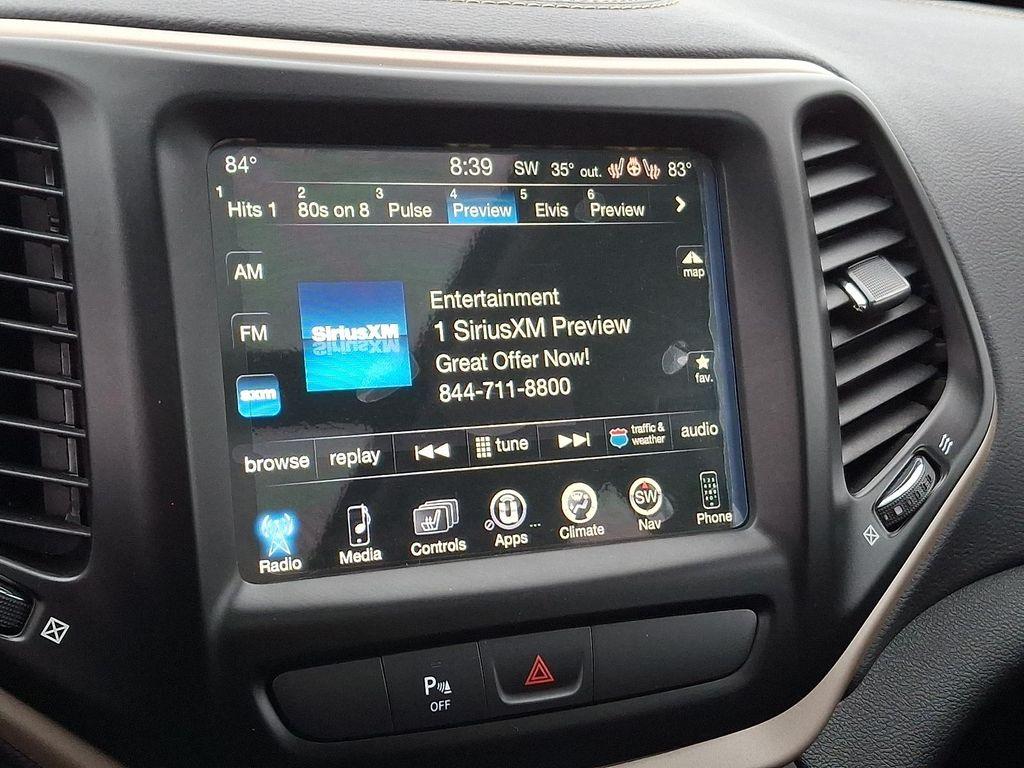 84° 8:39 SW 35° out. 83°
1 Hits 1 2 80s on 8 3 Pulse 4 Preview 5 Elvis 6 Preview
AM
map
Entertainment
SiriusXM
1 SiriusXM Preview
FM
Great Offer Now!
fav.
844-711-8800
sxm
browse replay tune traffic & weather audio
Radio Media Controls Apps ... Climate SW Nav Phone
P
OFF